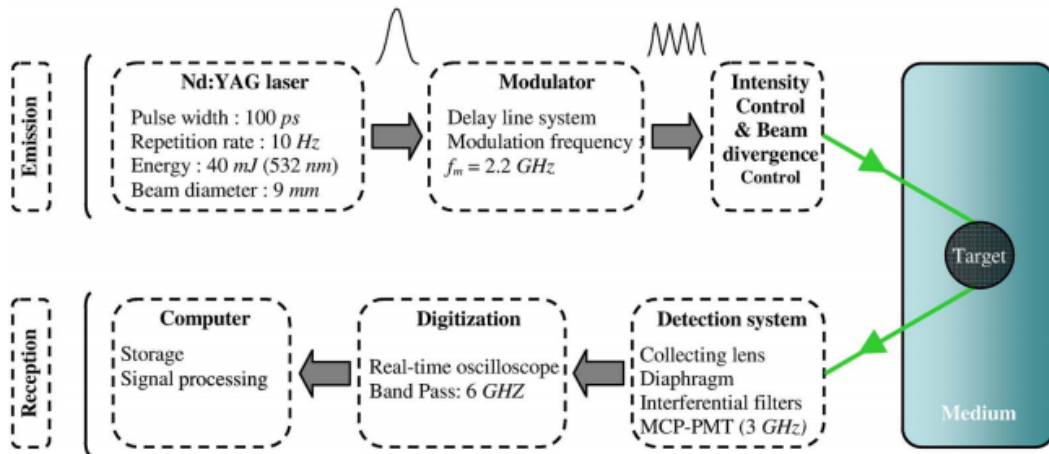 Emission
Nd:YAG laser
Pulse width : 100 ps
Repetition rate : 10 Hz
Energy : 40 mJ (532 nm)
Beam diameter : 9 mm
Modulator
Delay line system
Modulation frequency :
fm = 2.2 GHz
Intensity
Control
& Beam
divergence
Control
Target
Medium
Reception
Computer
Storage
Signal processing
Digitization
Real-time oscilloscope
Band Pass: 6 GHZ
Detection system
Collecting lens
Diaphragm
Interferential filters
MCP-PMT (3 GHz)